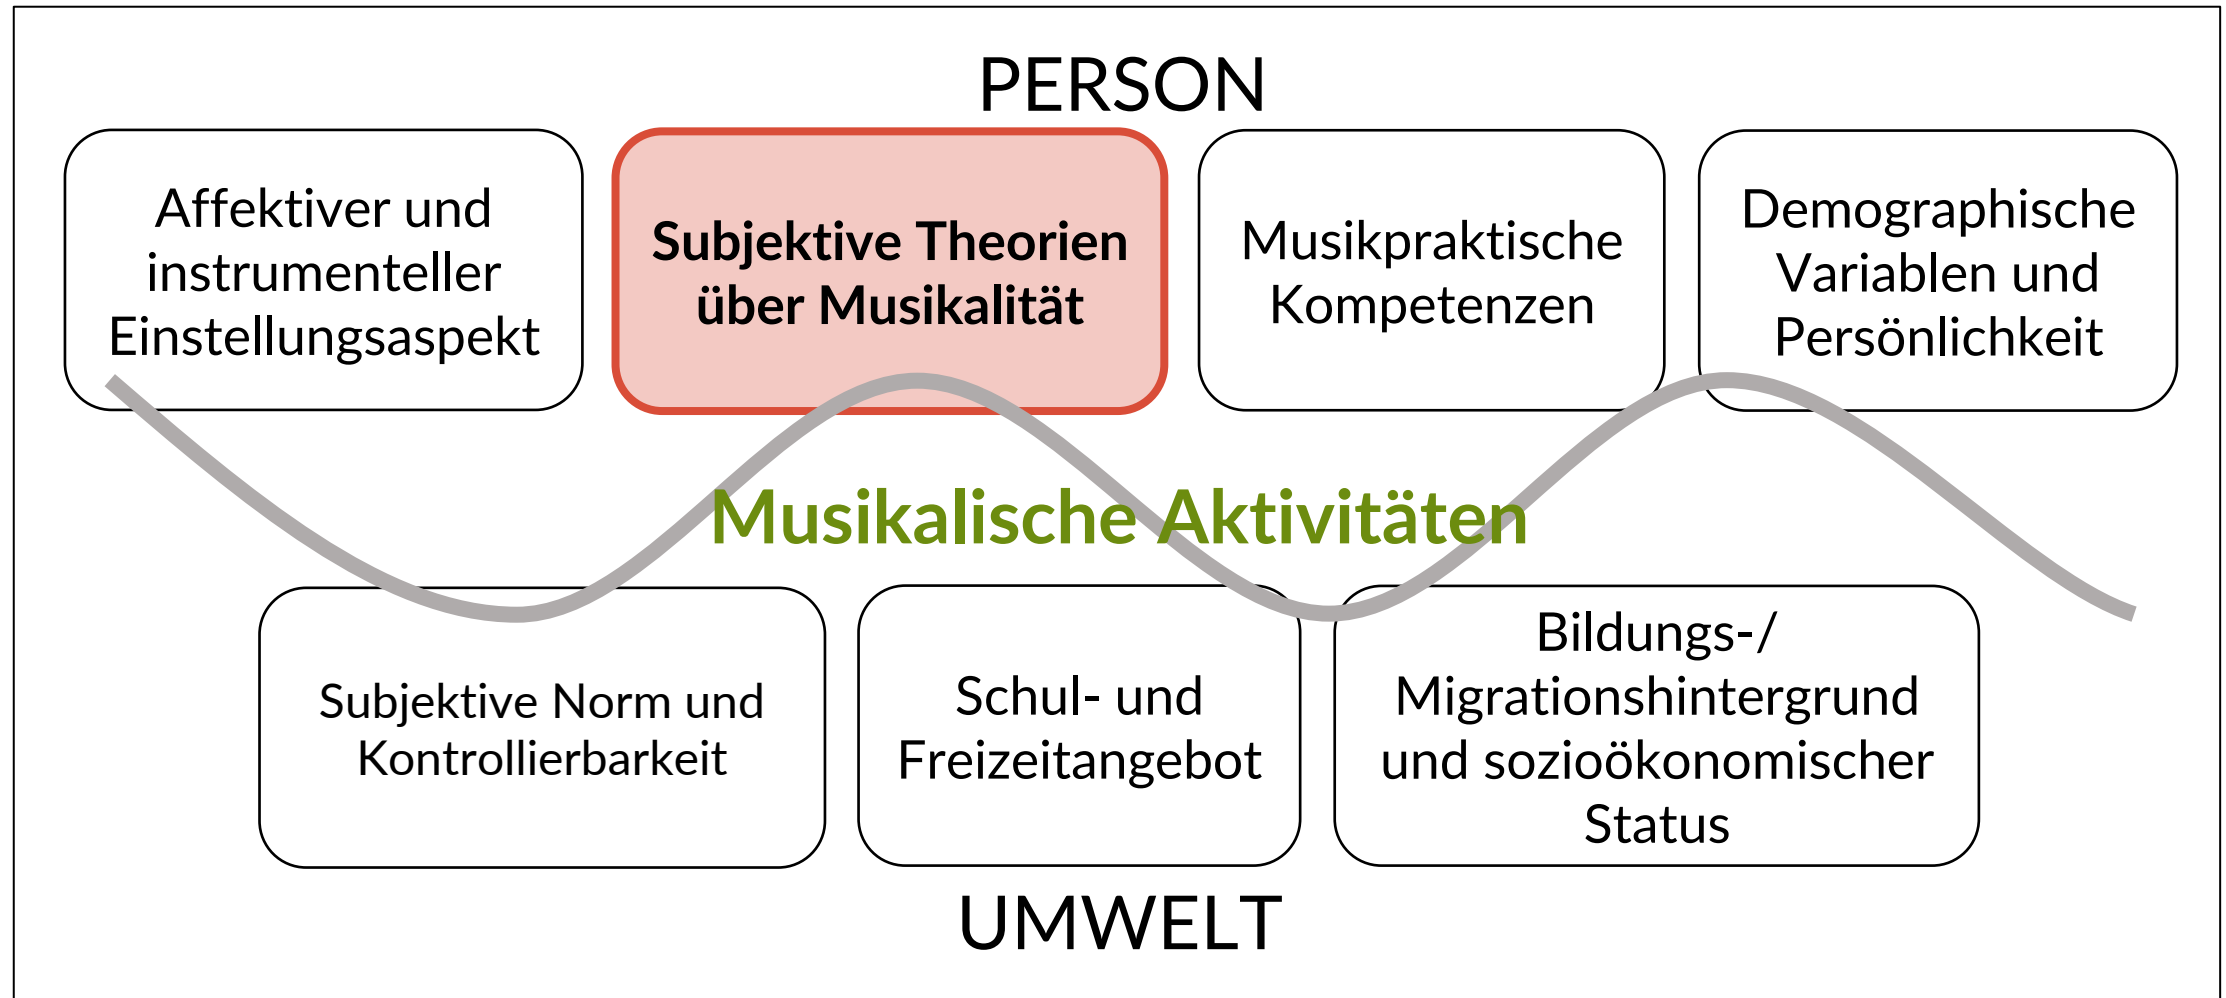 PERSON
Affektiver und
instrumenteller
Einstellungsaspekt
Subjektive Theorien
über Musikalität
Musikpraktische
Kompetenzen
Demographische
Variablen und
Persönlichkeit
Musikalische Aktivitäten
Subjektive Norm und
Kontrollierbarkeit
Schul- und
Freizeitangebot
Bildungs-/
Migrationshintergrund
und sozioökonomischer
Status
UMWELT